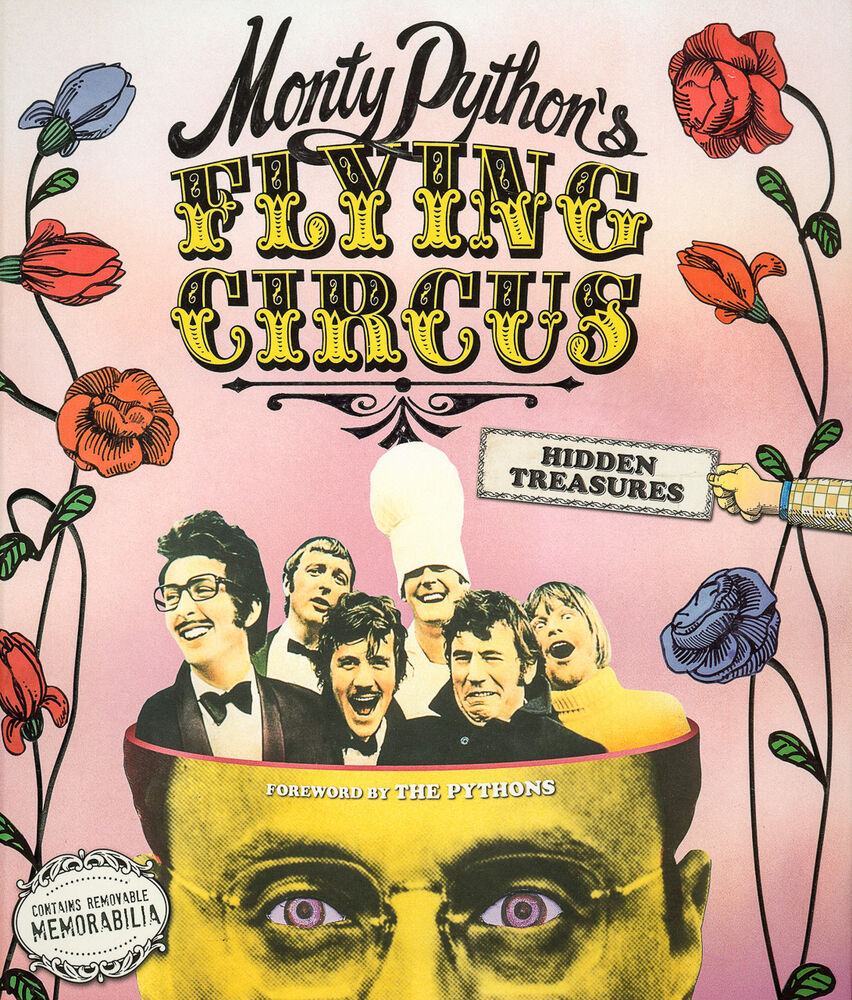 Monty Python's
FLYING
CIRCUS
HIDDEN
TREASURES
FOREWORD BY THE PYTHONS
CONTAINS REMOVABLE
MEMORABILIA